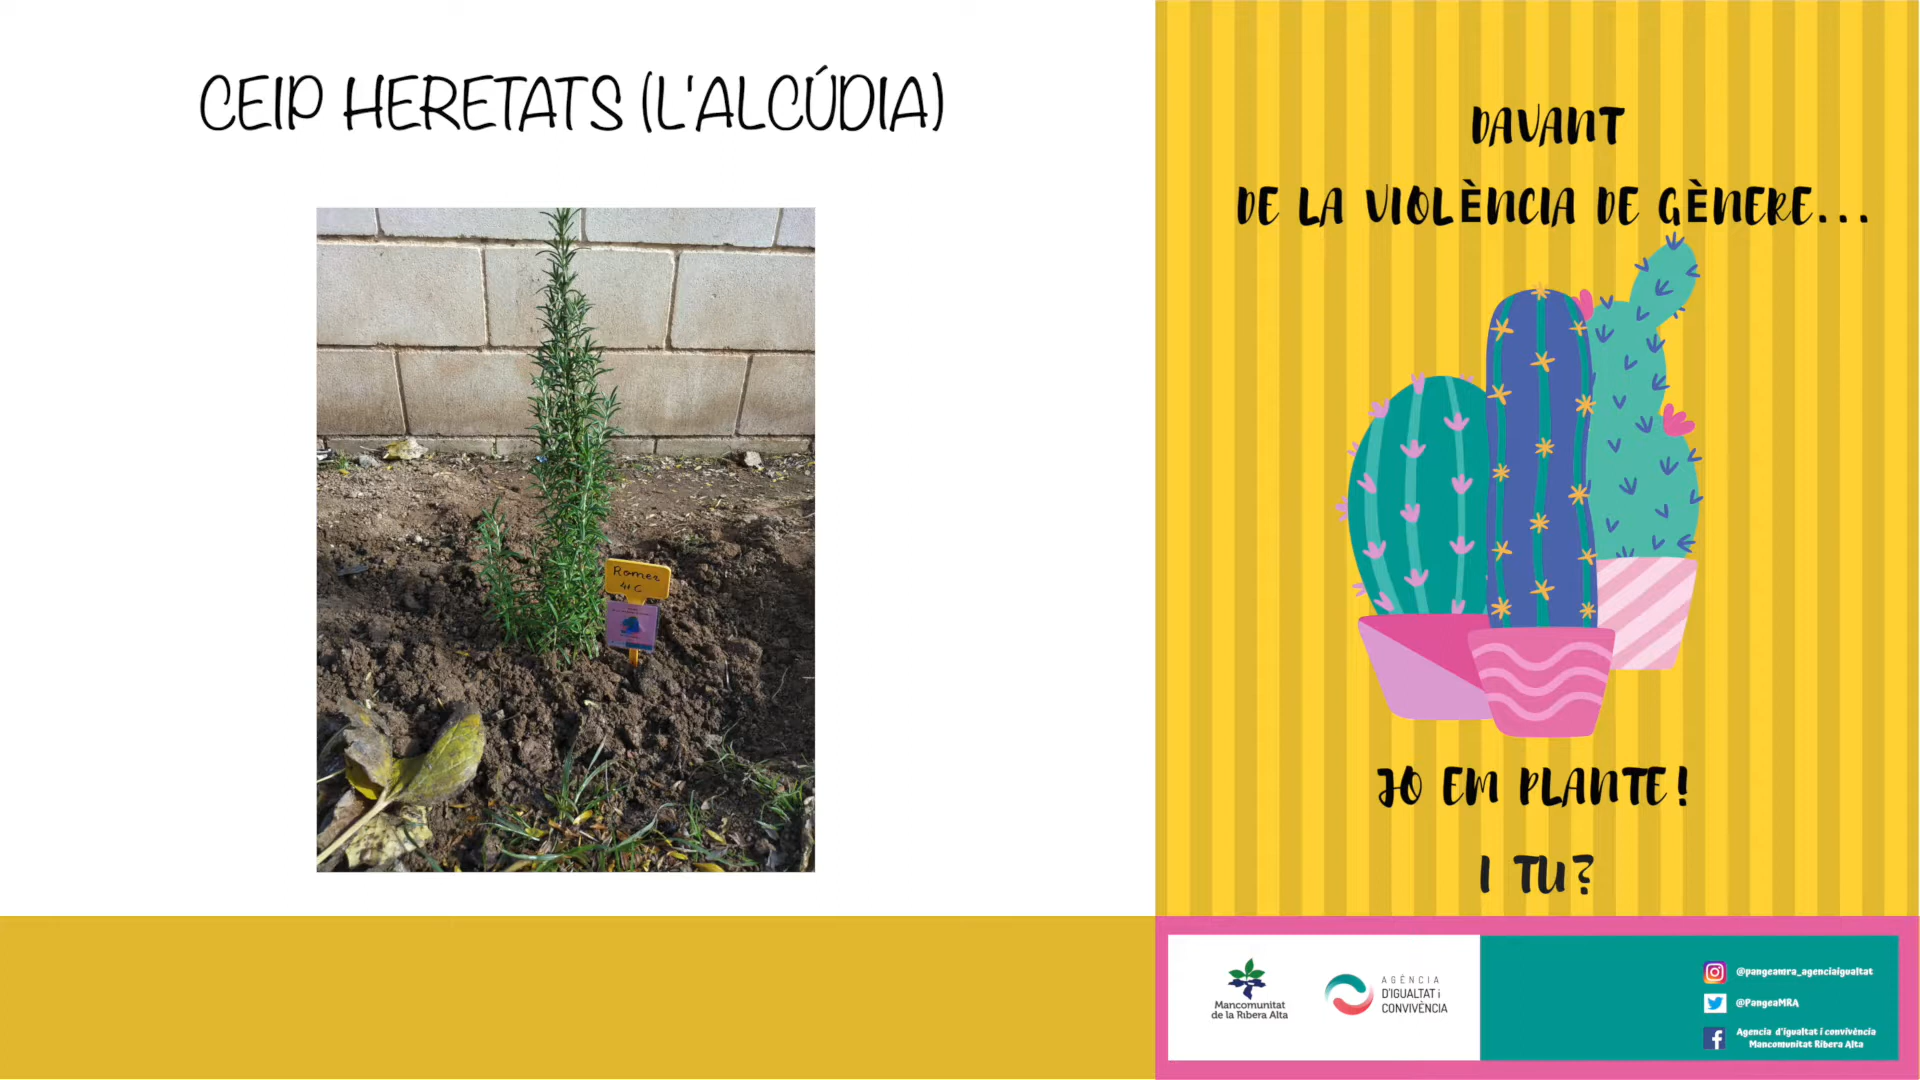 CEIP HERETATS (L'ALCÚDIA)
Romer
4t C
DAVANT
DE LA VIOLÈNCIA DE GÈNERE...
JO EM PLANTE!
I TU?
Mancomunitat
de la Ribera Alta
AGÈNCIA
D'IGUALTAT i
CONVIVÈNCIA
@pangeamra_agenciaigualtat
@PangeaMRA
Agencia d'igualtat i convivència
Mancomunitat Ribera Alta